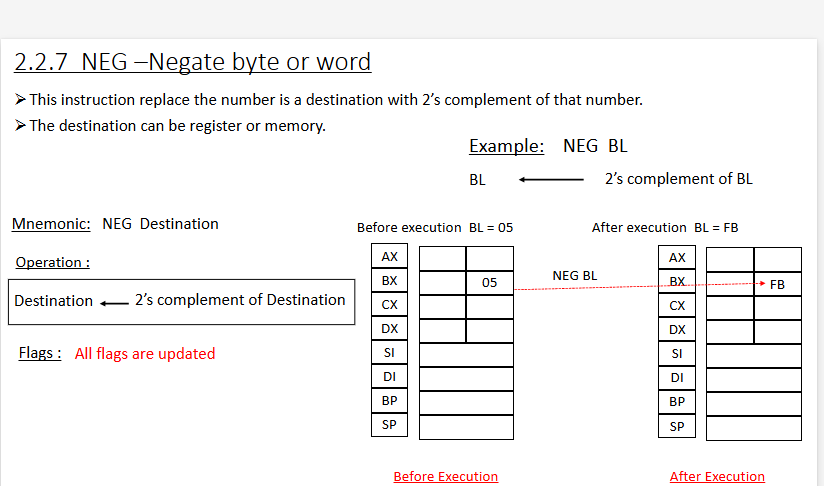 2.2.7 NEG –Negate byte or word
➢This instruction replace the number is a destination with 2's complement of that number.
➢The destination can be register or memory.
Example: NEG BL
BL 2's complement of BL
Mnemonic: NEG Destination
Operation :
Destination 2's complement of Destination
Flags : All flags are updated
Before execution BL = 05
AX
BX 05
CX
DX
SI
DI
BP
SP
Before Execution
NEG BL
After execution BL = FB
AX
BX FB
CX
DX
SI
DI
BP
SP
After Execution